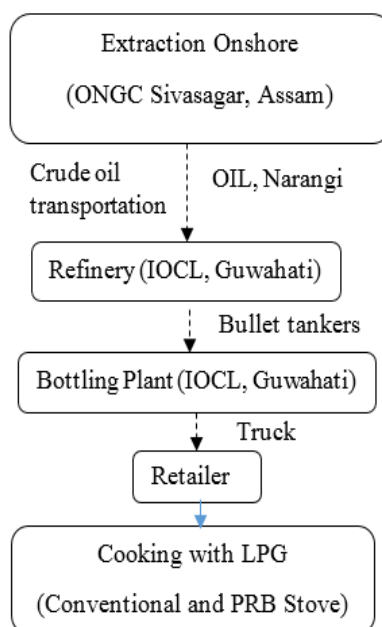 Extraction Onshore
(ONGC Sivasagar, Assam)
Crude oil
transportation
OIL, Narangi
Refinery (IOCL, Guwahati)
Bullet tankers
Bottling Plant (IOCL, Guwahati)
Truck
Retailer
Cooking with LPG
(Conventional and PRB Stove)